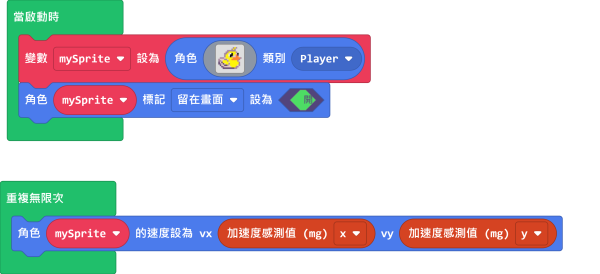 當啟動時
變數 mySprite 設為 角色 類別 Player
角色 mySprite 標記 留在畫面 設為 開
重複無限次
角色 mySprite 的速度設為 vx 加速度感測值 (mg) x vy 加速度感測值 (mg) y